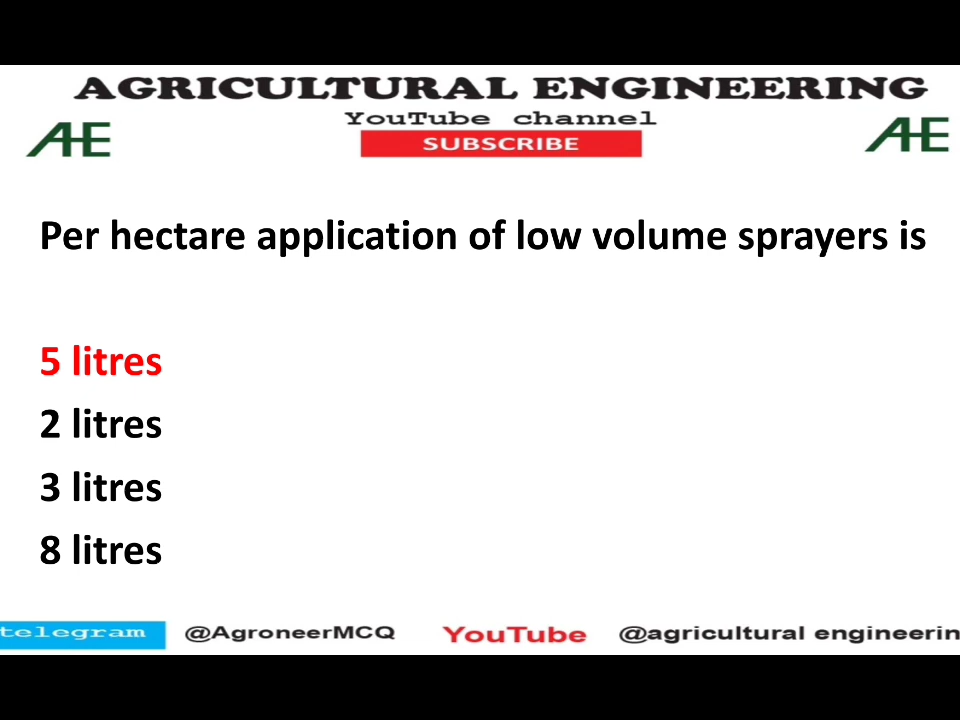 AGRICULTURAL ENGINEERING
YouTube channel
AE
SUBSCRIBE
AE
Per hectare application of low volume sprayers is
5 litres
2 litres
3 litres
8 litres
telegram @AgroneerMCQ YouTube @agricultural engineerin